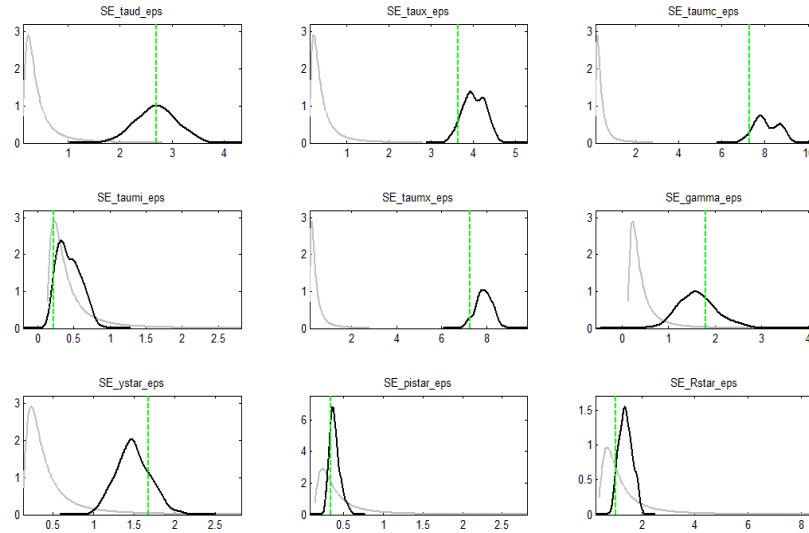 SE_taud_eps SE_taux_eps SE_taumc_eps
3 3 3
2 2 2
1 1 1
0 0 0
1 2 3 4 1 2 3 4 5 2 4 6 8 10
SE_taumi_eps SE_taumx_eps SE_gamma_eps
3 3 3
2 2 2
1 1 1
0 0 0
0 0.5 1 1.5 2 2.5 2 4 6 8 0 1 2 3 4
SE_ystar_eps SE_pistar_eps SE_Rstar_eps
3 6 1.5
2 4 1
1 2 0.5
0 0 0
0.5 1 1.5 2 2.5 0.5 1 1.5 2 2.5 2 4 6 8